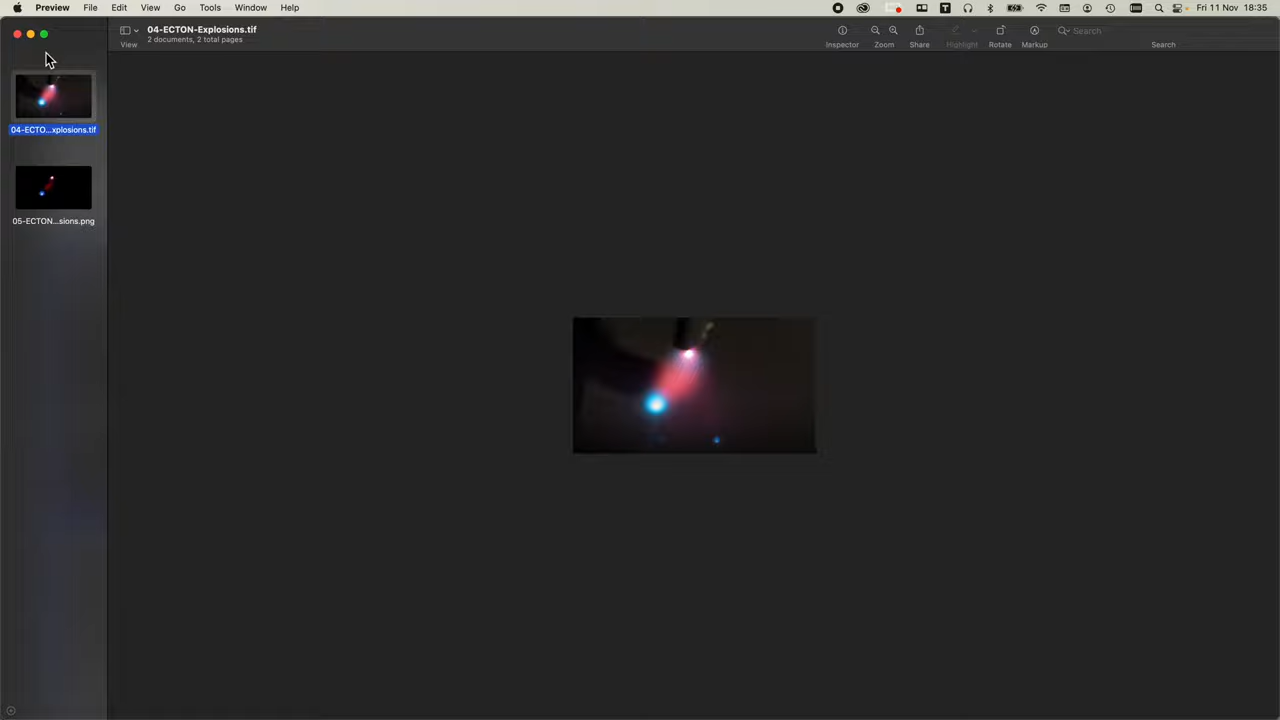 Preview File Edit View Go Tools Window Help Fri 11 Nov 18:35
04-ECTON-Explosions.tif
2 documents, 2 total pages
View Inspector Zoom Share Highlight Rotate Markup Search
Search
04-ECTO...xplosions.tif
05-ECTON...sions.png